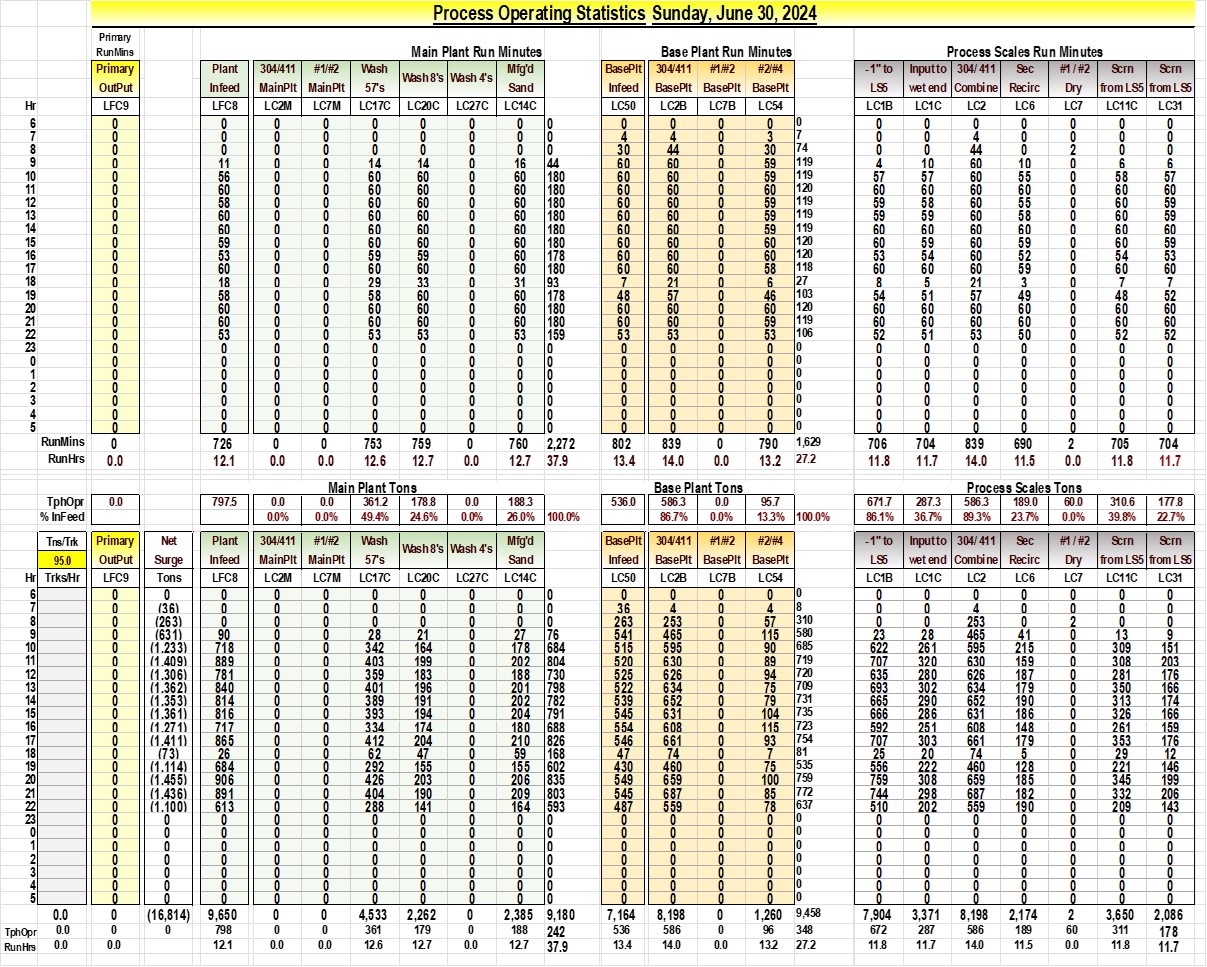 Process Operating Statistics Sunday, June 30, 2024
Primary
RunMins Main Plant Run Minutes Base Plant Run Minutes Process Scales Run Minutes
Primary Plant 304/411 #1/#2 Wash Wash 8's Wash 4's Mfg'd BasePlt 304/411 #1/#2 #2/#4 -1" to Input to 304/ 411 Sec #1 / #2 Scrn Scrn
OutPut Infeed MainPlt MainPlt 57's Sand Infeed BasePlt BasePlt BasePlt LS5 wet end Combine Recirc Dry from LS5 from LS5
Hr LFC9 LFC8 LC2M LC7M LC17C LC20C LC27C LC14C LC50 LC2B LC7B LC54 LC1B LC1C LC2 LC6 LC7 LC11C LC31
6 0 0 0 0 0 0 0 0 0 0 0 0 0 0 0 0 0 0 0 0 0
7 0 0 0 0 0 0 0 0 0 4 4 0 3 7 0 0 4 0 0 0 0
8 0 0 0 0 0 0 0 0 0 30 44 0 30 74 0 0 44 0 2 0 0
9 0 11 0 0 14 14 0 16 44 60 60 0 59 119 4 10 60 10 0 6 6
10 0 56 0 0 60 60 0 60 180 60 60 0 59 119 57 57 60 55 0 58 57
11 0 60 0 0 60 60 0 60 180 60 60 0 60 120 60 60 60 60 0 60 60
12 0 58 0 0 60 60 0 60 180 60 60 0 59 119 59 58 60 55 0 60 59
13 0 60 0 0 60 60 0 60 180 60 60 0 59 119 59 59 60 58 0 60 59
14 0 60 0 0 60 60 0 60 180 60 60 0 59 119 60 60 60 60 0 60 60
15 0 59 0 0 60 60 0 60 180 60 60 0 60 120 60 59 60 59 0 60 59
16 0 53 0 0 59 59 0 60 178 60 60 0 60 120 53 54 60 52 0 54 53
17 0 60 0 0 60 60 0 60 180 60 60 0 58 118 60 60 60 59 0 60 60
18 0 18 0 0 29 33 0 31 93 7 21 0 6 27 8 5 21 3 0 7 7
19 0 58 0 0 58 60 0 60 178 48 57 0 46 103 54 51 57 49 0 48 52
20 0 60 0 0 60 60 0 60 180 60 60 0 60 120 60 60 60 60 0 60 60
21 0 60 0 0 60 60 0 60 180 60 60 0 59 119 60 60 60 60 0 60 60
22 0 53 0 0 53 53 0 53 159 53 53 0 53 106 52 51 53 50 0 52 52
23 0 0 0 0 0 0 0 0 0 0 0 0 0 0 0 0 0 0 0 0 0
0 0 0 0 0 0 0 0 0 0 0 0 0 0 0 0 0 0 0 0 0 0
1 0 0 0 0 0 0 0 0 0 0 0 0 0 0 0 0 0 0 0 0 0
2 0 0 0 0 0 0 0 0 0 0 0 0 0 0 0 0 0 0 0 0 0
3 0 0 0 0 0 0 0 0 0 0 0 0 0 0 0 0 0 0 0 0 0
4 0 0 0 0 0 0 0 0 0 0 0 0 0 0 0 0 0 0 0 0 0
5 0 0 0 0 0 0 0 0 0 0 0 0 0 0 0 0 0 0 0 0 0
RunMins 0 726 0 0 753 759 0 760 2,272 802 839 0 790 1,629 706 704 839 690 2 705 704
RunHrs 0.0 12.1 0.0 0.0 12.6 12.7 0.0 12.7 37.9 13.4 14.0 0.0 13.2 27.2 11.8 11.7 14.0 11.5 0.0 11.8 11.7
Main Plant Tons Base Plant Tons Process Scales Tons
TphOpr 0.0 797.5 0.0 0.0 361.2 178.8 0.0 188.3 536.0 586.3 0.0 95.7 671.7 287.3 586.3 189.0 60.0 310.6 177.8
% InFeed 0.0% 0.0% 49.4% 24.6% 0.0% 26.0% 100.0% 86.7% 0.0% 13.3% 100.0% 86.1% 36.7% 89.3% 23.7% 0.0% 39.8% 22.7%
Tns/Trk Primary Net Plant 304/411 #1/#2 Wash Wash 8's Wash 4's Mfg'd BasePlt 304/411 #1/#2 #2/#4 -1" to Input to 304/ 411 Sec #1 / #2 Scrn Scrn
95.0 OutPut Surge Infeed MainPlt MainPlt 57's Sand Infeed BasePlt BasePlt BasePlt LS5 wet end Combine Recirc Dry from LS5 from LS5
Hr Trks/Hr LFC9 Tons LFC8 LC2M LC7M LC17C LC20C LC27C LC14C LC50 LC2B LC7B LC54 LC1B LC1C LC2 LC6 LC7 LC11C LC31
6 0 0 0 0 0 0 0 0 0 0 0 0 0 0 0 0 0 0 0 0 0 0
7 0 (36) 0 0 0 0 0 0 0 0 36 4 0 4 8 0 0 4 0 0 0 0
8 0 (263) 0 0 0 0 0 0 0 0 263 253 0 57 310 0 0 253 0 2 0 0
9 0 (631) 90 0 0 28 21 0 27 76 541 465 0 115 580 23 28 465 41 0 13 9
10 0 (1,233) 718 0 0 342 164 0 178 684 515 595 0 90 685 622 261 595 215 0 309 151
11 0 (1,409) 889 0 0 403 199 0 202 804 520 630 0 89 719 707 320 630 159 0 308 203
12 0 (1,306) 781 0 0 359 183 0 188 730 525 626 0 94 720 635 280 626 187 0 281 176
13 0 (1,362) 840 0 0 401 196 0 201 798 522 634 0 75 709 693 302 634 179 0 350 166
14 0 (1,353) 814 0 0 389 191 0 202 782 539 652 0 79 731 665 290 652 190 0 313 174
15 0 (1,361) 816 0 0 393 194 0 204 791 545 631 0 104 735 666 286 631 186 0 326 166
16 0 (1,271) 717 0 0 334 174 0 180 688 554 608 0 115 723 592 251 608 148 0 261 159
17 0 (1,411) 865 0 0 412 204 0 210 826 546 661 0 93 754 707 303 661 179 0 353 176
18 0 (73) 26 0 0 62 47 0 59 168 47 74 0 7 81 25 20 74 5 0 29 12
19 0 (1,114) 684 0 0 292 155 0 155 602 430 460 0 75 535 556 222 460 128 0 221 146
20 0 (1,455) 906 0 0 426 203 0 206 835 549 659 0 100 759 759 308 659 185 0 345 199
21 0 (1,436) 891 0 0 404 190 0 209 803 545 687 0 85 772 744 298 687 182 0 332 206
22 0 (1,100) 613 0 0 288 141 0 164 593 487 559 0 78 637 510 202 559 190 0 209 143
23 0 0 0 0 0 0 0 0 0 0 0 0 0 0 0 0 0 0 0 0 0 0
0 0 0 0 0 0 0 0 0 0 0 0 0 0 0 0 0 0 0 0 0 0 0
1 0 0 0 0 0 0 0 0 0 0 0 0 0 0 0 0 0 0 0 0 0 0
2 0 0 0 0 0 0 0 0 0 0 0 0 0 0 0 0 0 0 0 0 0 0
3 0 0 0 0 0 0 0 0 0 0 0 0 0 0 0 0 0 0 0 0 0 0
4 0 0 0 0 0 0 0 0 0 0 0 0 0 0 0 0 0 0 0 0 0 0
5 0 0 0 0 0 0 0 0 0 0 0 0 0 0 0 0 0 0 0 0 0 0
0.0 0 (16,814) 9,650 0 0 4,533 2,262 0 2,385 9,180 7,164 8,198 0 1,260 9,458 7,904 3,371 8,198 2,174 2 3,650 2,086
TphOpr 0.0 0 0 798 0 0 361 179 0 188 242 536 586 0 96 348 672 287 586 189 60 311 178
RunHrs 0.0 0.0 12.1 0.0 0.0 12.6 12.7 0.0 12.7 37.9 13.4 14.0 0.0 13.2 27.2 11.8 11.7 14.0 11.5 0.0 11.8 11.7